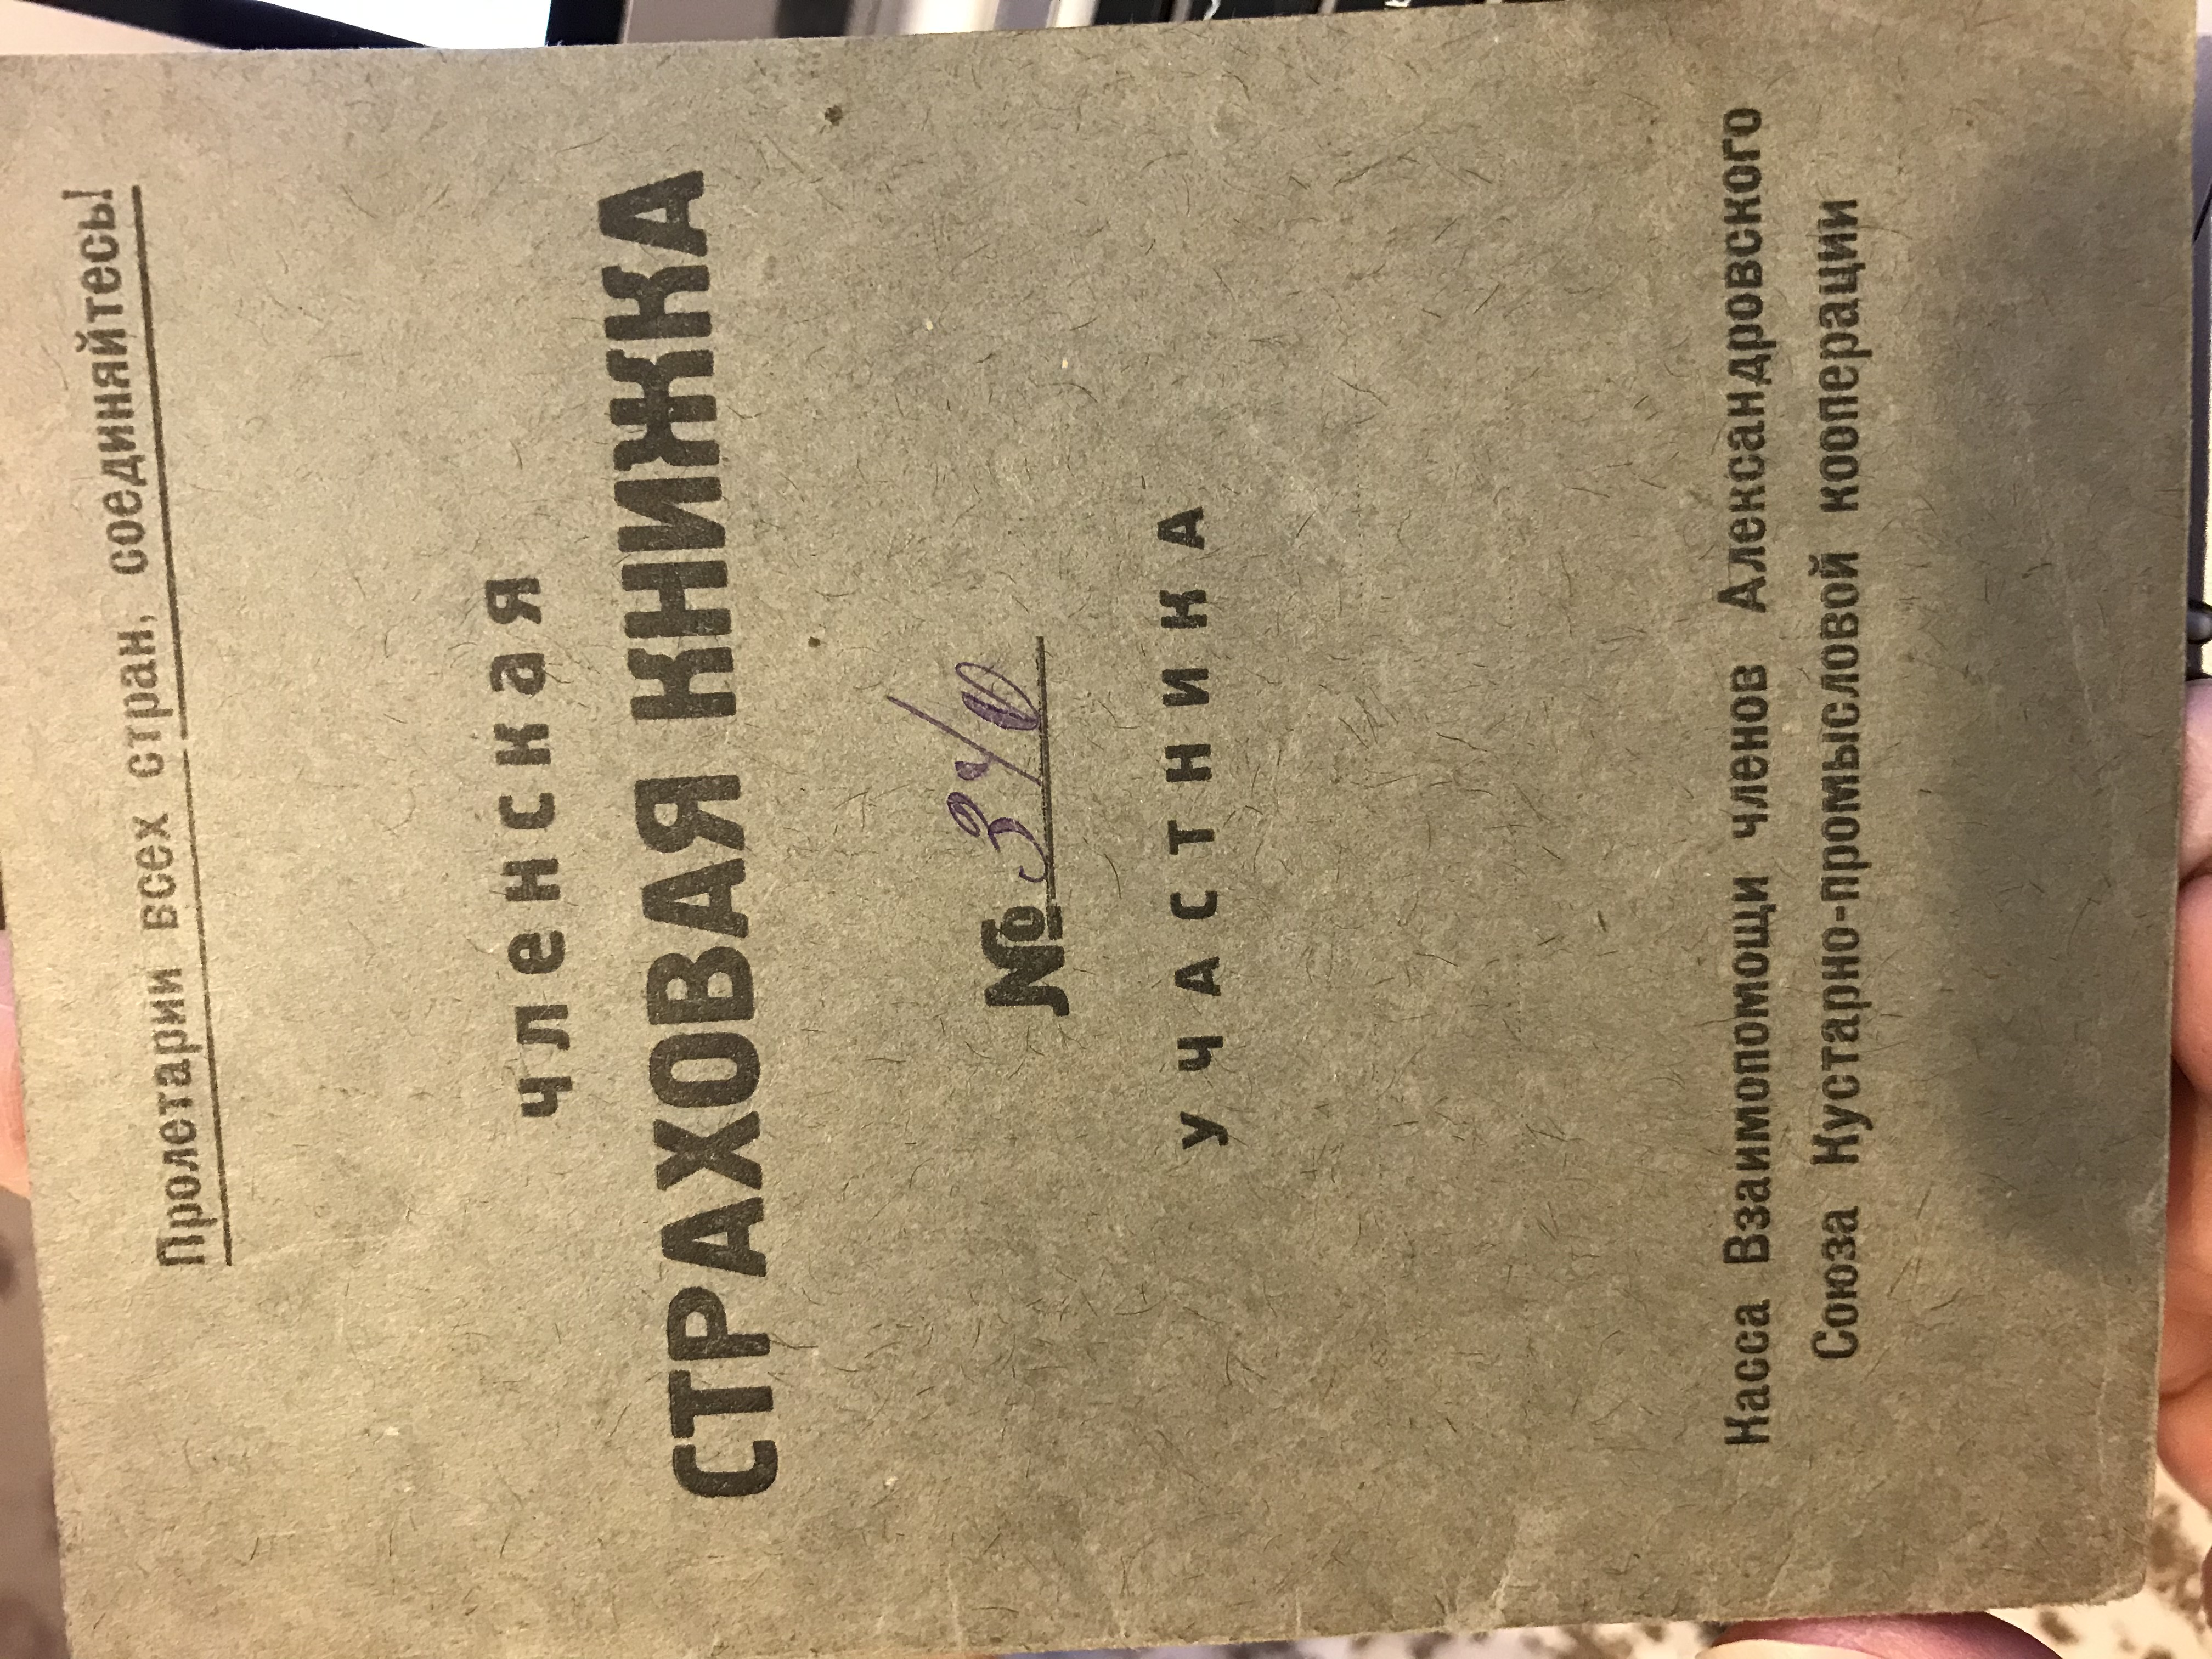 Пролетарии всех стран, соединяйтесь!
членская
СТРАХОВАЯ КНИЖКА
№ 340
УЧАСТНИКА
Касса Взаимопомощи членов Александровского
Союза Кустарно-промысловой кооперации